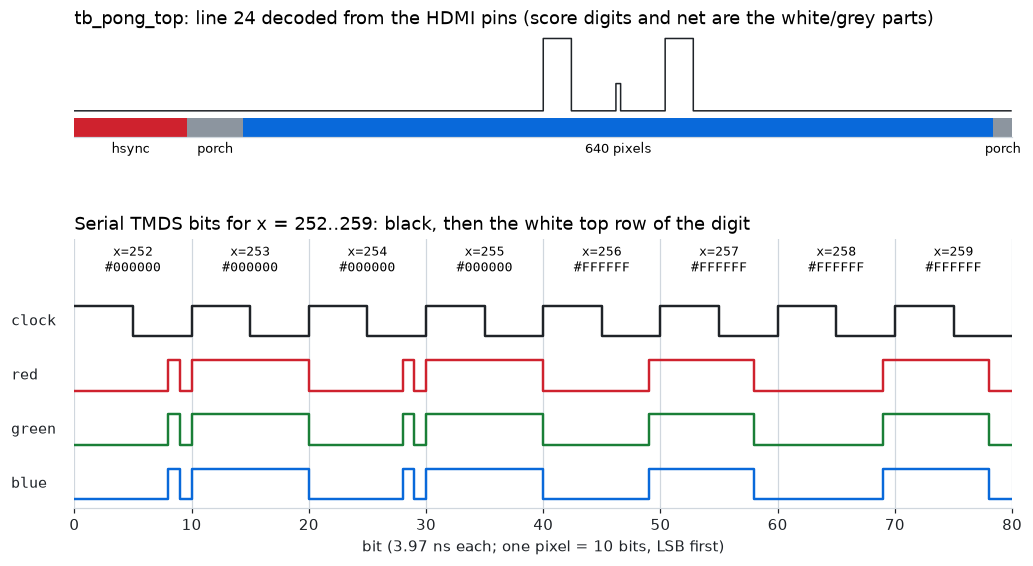 tb_pong_top: line 24 decoded from the HDMI pins (score digits and net are the white/grey parts)
hsync porch 640 pixels porch
Serial TMDS bits for x = 252..259: black, then the white top row of the digit
x=252 x=253 x=254 x=255 x=256 x=257 x=258 x=259
#000000 #000000 #000000 #000000 #FFFFFF #FFFFFF #FFFFFF #FFFFFF
clock
red
green
blue
0 10 20 30 40 50 60 70 80
bit (3.97 ns each; one pixel = 10 bits, LSB first)